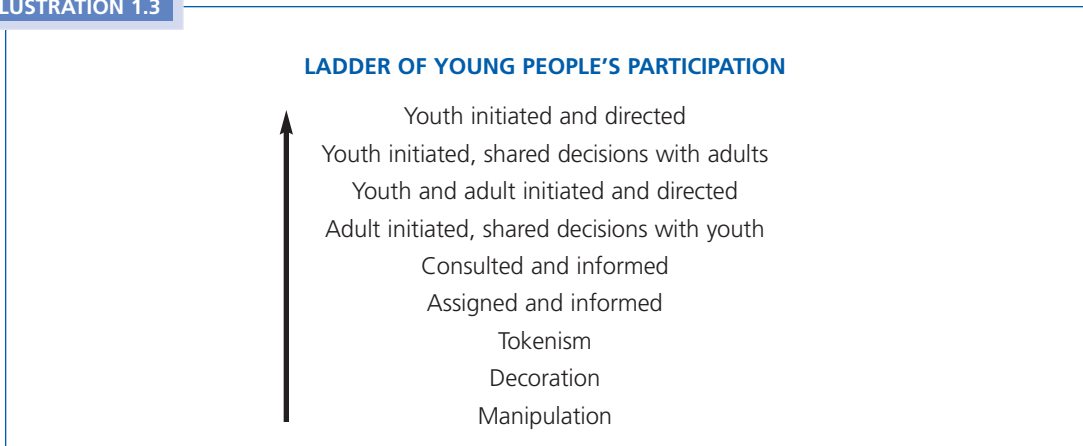 LUSTRATION 1.3
LADDER OF YOUNG PEOPLE'S PARTICIPATION
Youth initiated and directed
Youth initiated, shared decisions with adults
Youth and adult initiated and directed
Adult initiated, shared decisions with youth
Consulted and informed
Assigned and informed
Tokenism
Decoration
Manipulation